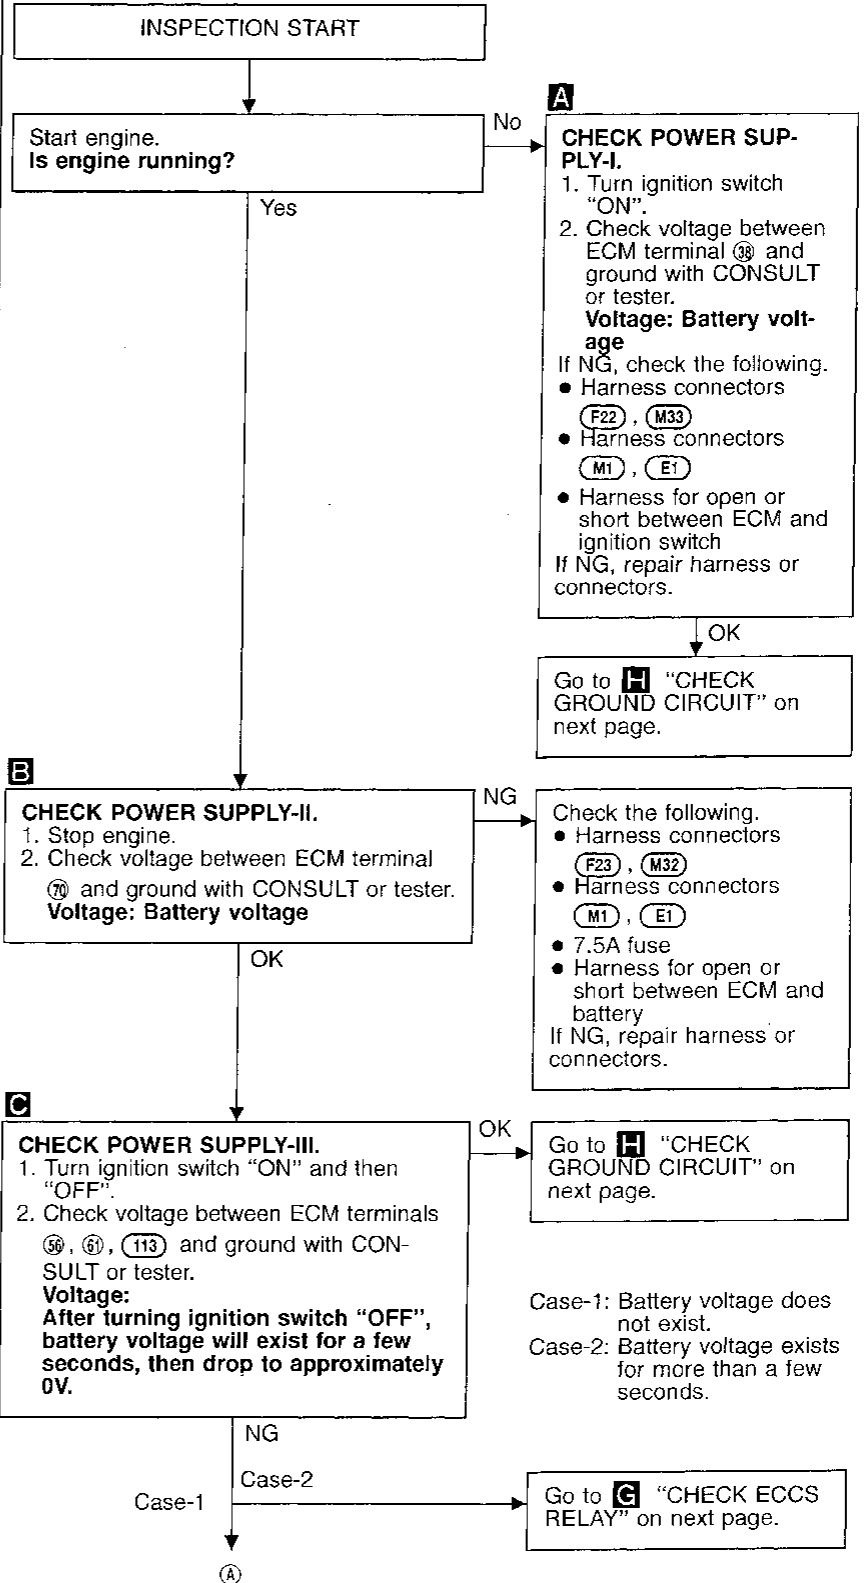 INSPECTION START
Start engine.
Is engine running?
No
Yes
A
CHECK POWER SUP-
PLY-I.
1. Turn ignition switch
“ON”.
2. Check voltage between
ECM terminal ㊳ and
ground with CONSULT
or tester.
Voltage: Battery volt-
age
If NG, check the following.
● Harness connectors
F22 , M33
● Harness connectors
M1 , E1
● Harness for open or
short between ECM and
ignition switch
If NG, repair harness or
connectors.
OK
Go to H “CHECK
GROUND CIRCUIT” on
next page.
B
CHECK POWER SUPPLY-II.
1. Stop engine.
2. Check voltage between ECM terminal
70 and ground with CONSULT or tester.
Voltage: Battery voltage
NG
Check the following.
● Harness connectors
F23 , M32
● Harness connectors
M1 , E1
● 7.5A fuse
● Harness for open or
short between ECM and
battery
If NG, repair harness or
connectors.
OK
C
CHECK POWER SUPPLY-III.
1. Turn ignition switch “ON” and then
“OFF”.
2. Check voltage between ECM terminals
56, 61, 113 and ground with CON-
SULT or tester.
Voltage:
After turning ignition switch “OFF”,
battery voltage will exist for a few
seconds, then drop to approximately
0V.
OK
Go to H “CHECK
GROUND CIRCUIT” on
next page.
Case-1: Battery voltage does
not exist.
Case-2: Battery voltage exists
for more than a few
seconds.
NG
Case-2
Case-1
Go to G “CHECK ECCS
RELAY” on next page.
Ⓐ